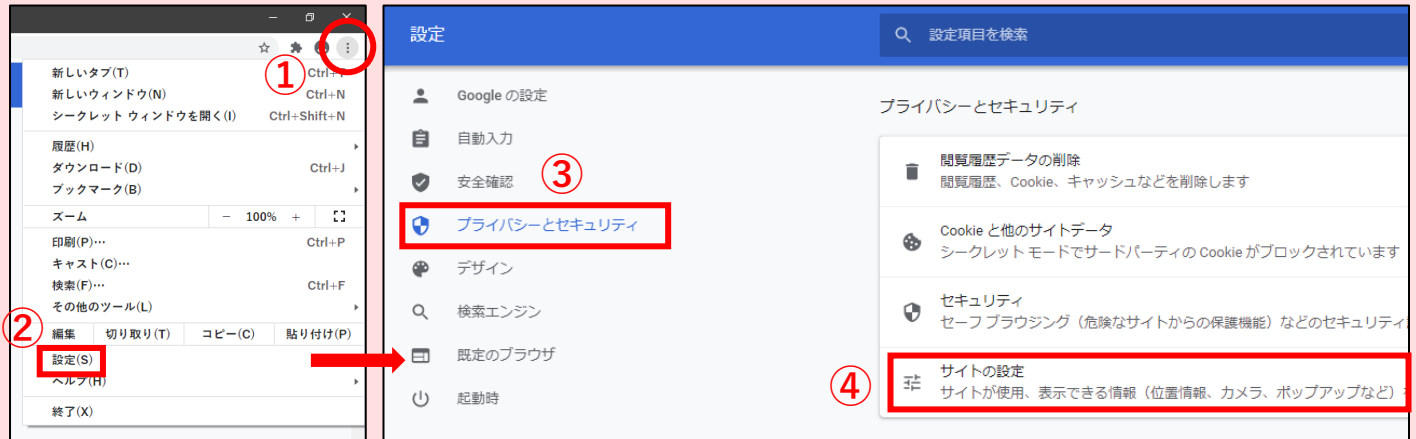 ①
新しいタブ(T)
新しいウィンドウ(N) Ctrl+N
シークレット ウィンドウを開く(I) Ctrl+Shift+N
履歴(H)
ダウンロード(D) Ctrl+J
ブックマーク(B)
ズーム － 100% ＋
印刷(P)… Ctrl+P
キャスト(C)…
検索(F)… Ctrl+F
その他のツール(L)
②
編集 切り取り(T) コピー(C) 貼り付け(P)
設定(S)
ヘルプ(H)
終了(X)
設定
設定項目を検索
Google の設定
自動入力
安全確認
③
プライバシーとセキュリティ
デザイン
検索エンジン
既定のブラウザ
起動時
プライバシーとセキュリティ
閲覧履歴データの削除
閲覧履歴、Cookie、キャッシュなどを削除します
Cookie と他のサイトデータ
シークレット モードでサードパーティの Cookie がブロックされています
セキュリティ
セーフ ブラウジング（危険なサイトからの保護機能）などのセキュリティ
④
サイトの設定
サイトが使用、表示できる情報（位置情報、カメラ、ポップアップなど）